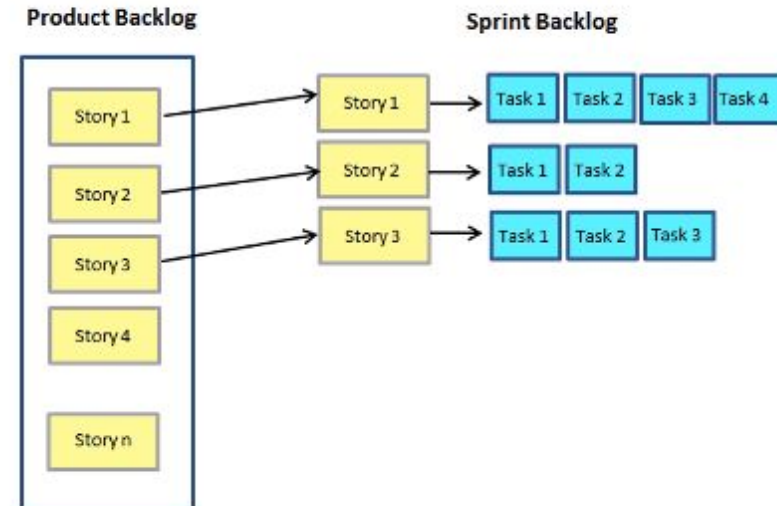 Product Backlog
Sprint Backlog
Story 1
Story 1
Task 1
Task 2
Task 3
Task 4
Story 2
Story 2
Task 1
Task 2
Story 3
Story 3
Task 1
Task 2
Task 3
Story 4
Story n